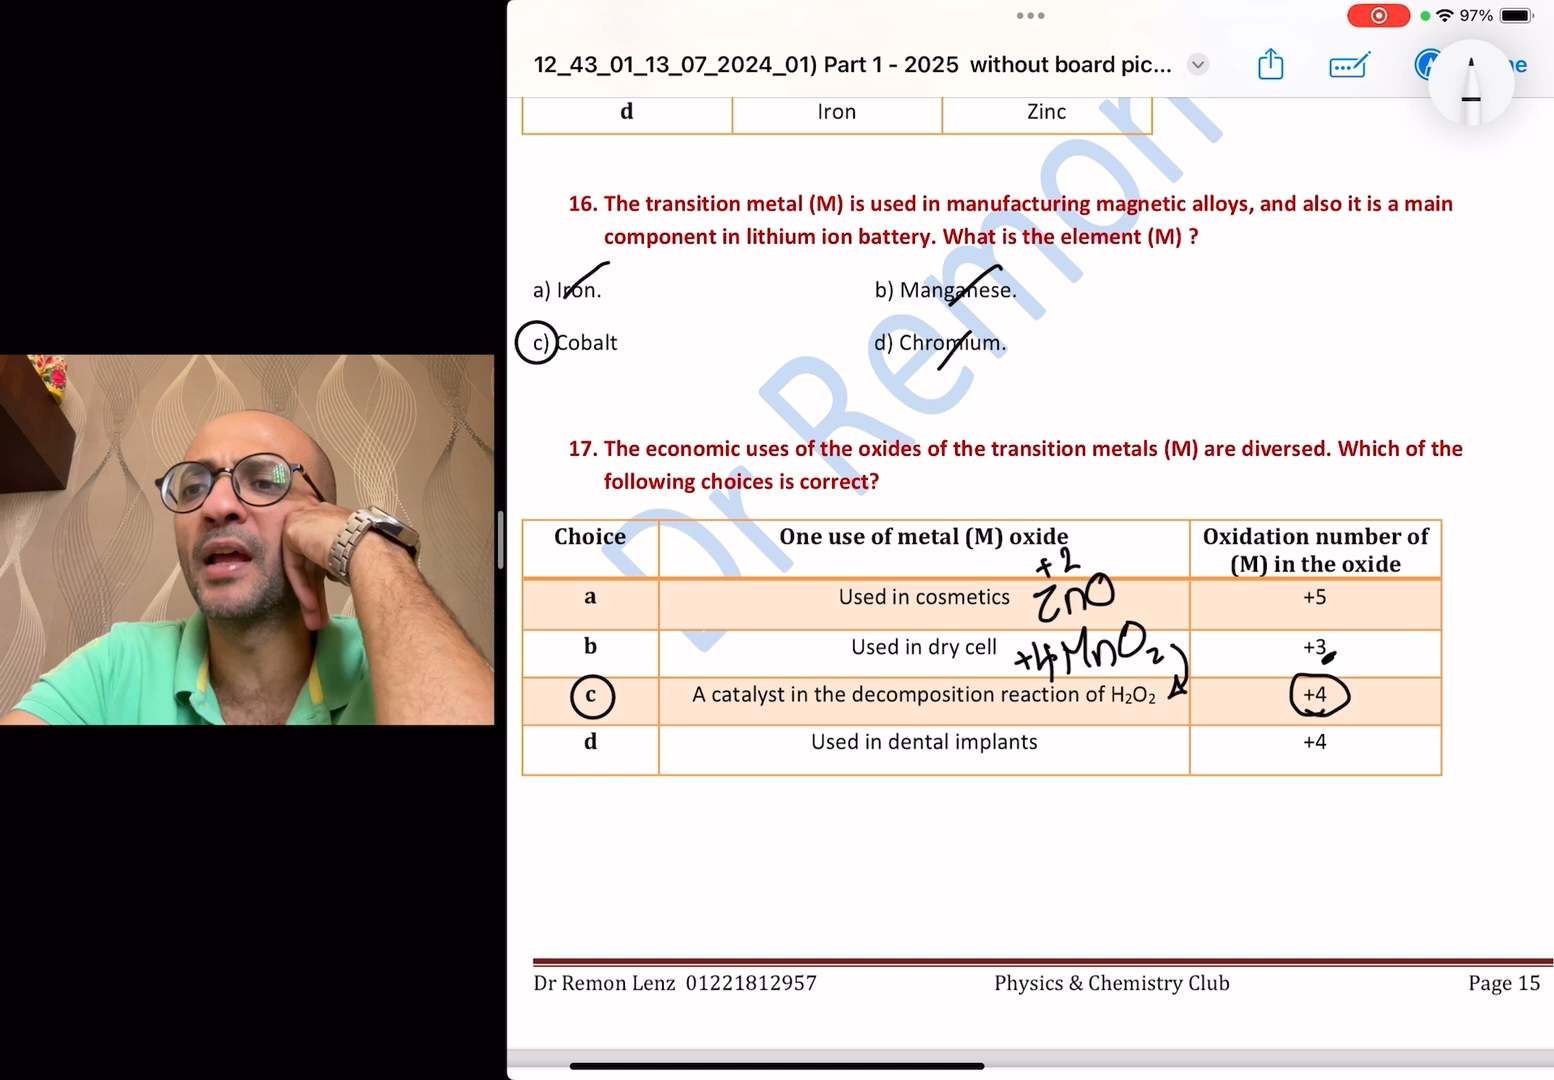 97%
12_43_01_13_07_2024_01) Part 1 - 2025 without board pic...
d Iron Zinc
16. The transition metal (M) is used in manufacturing magnetic alloys, and also it is a main
component in lithium ion battery. What is the element (M) ?
a) Iron. b) Manganese.
c) Cobalt d) Chromium.
17. The economic uses of the oxides of the transition metals (M) are diversed. Which of the
following choices is correct?
Choice One use of metal (M) oxide Oxidation number of
(M) in the oxide
+2
a Used in cosmetics ZnO +5
b Used in dry cell +4 MnO2 +3
c A catalyst in the decomposition reaction of H₂O₂ +4
d Used in dental implants +4
Dr Remon
Dr Remon Lenz 01221812957 Physics & Chemistry Club Page 15